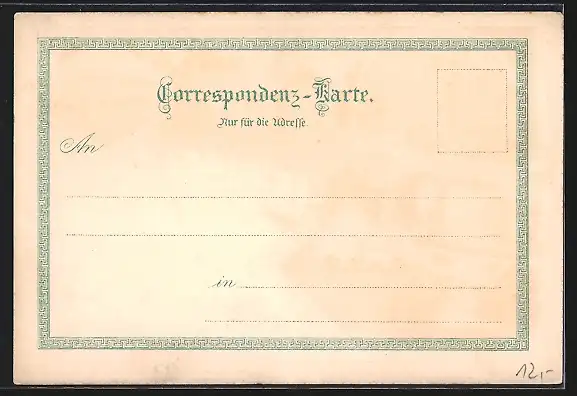 Correspondenz-Karte.
Nur für die Adresse.
An
in
12,-